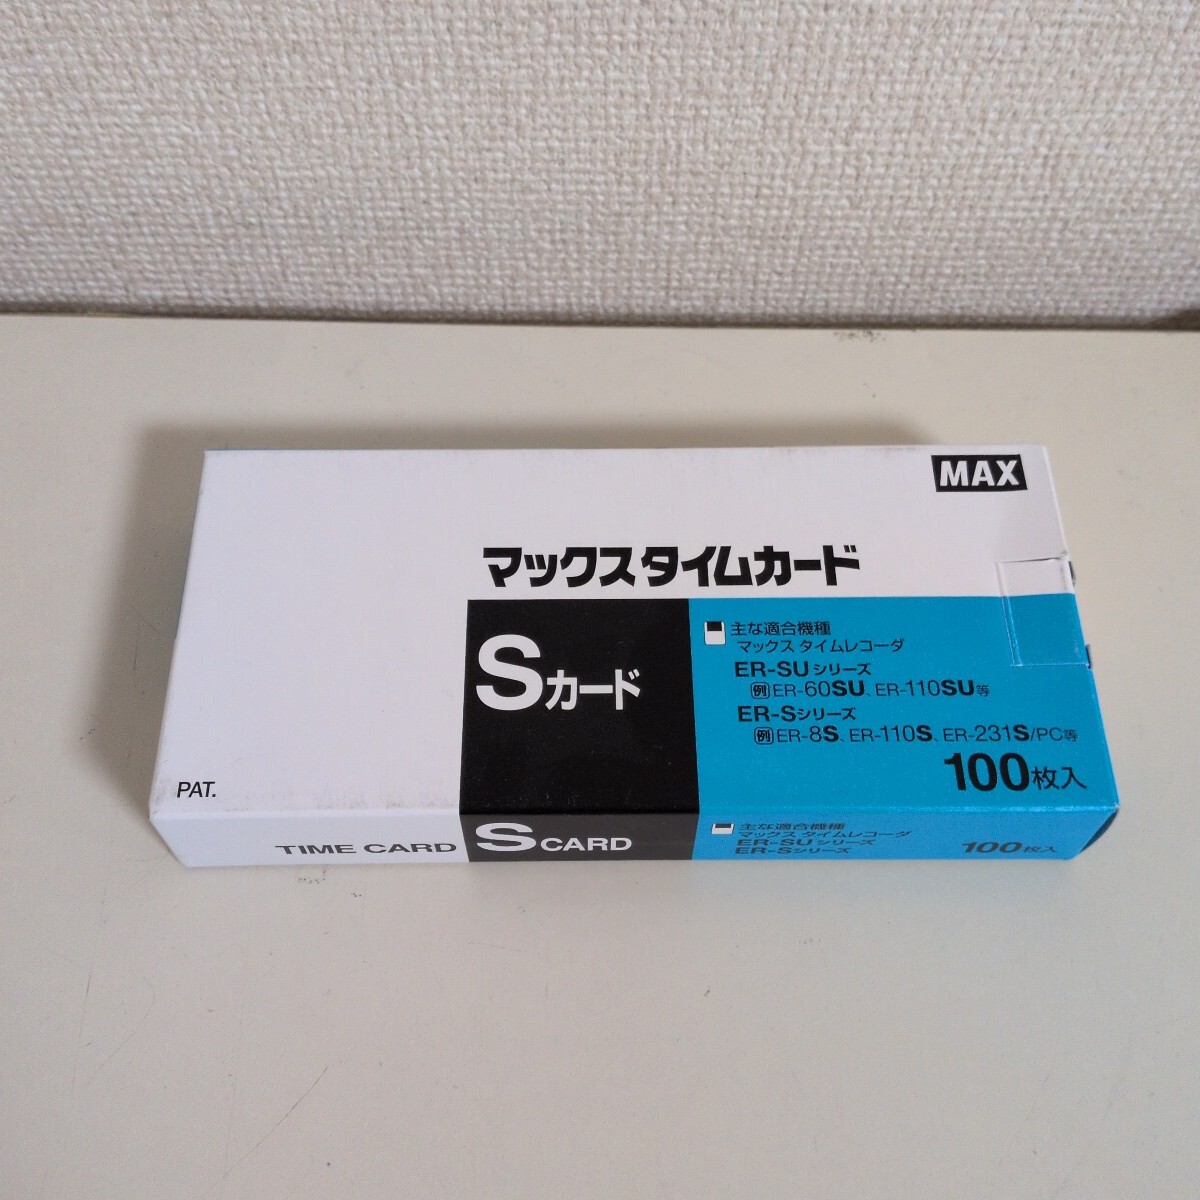 MAX
マックスタイムカード
Sカード
主な適合機種
マックス タイムレコーダ
ER-SUシリーズ
例 ER-60SU、ER-110SU等
ER-Sシリーズ
例 ER-8S、ER-110S、ER-231S/PC等
100枚入
PAT.
TIME CARD
S CARD
主な適合機種
マックス タイムレコーダ
ER-SUシリーズ
ER-Sシリーズ
100枚入